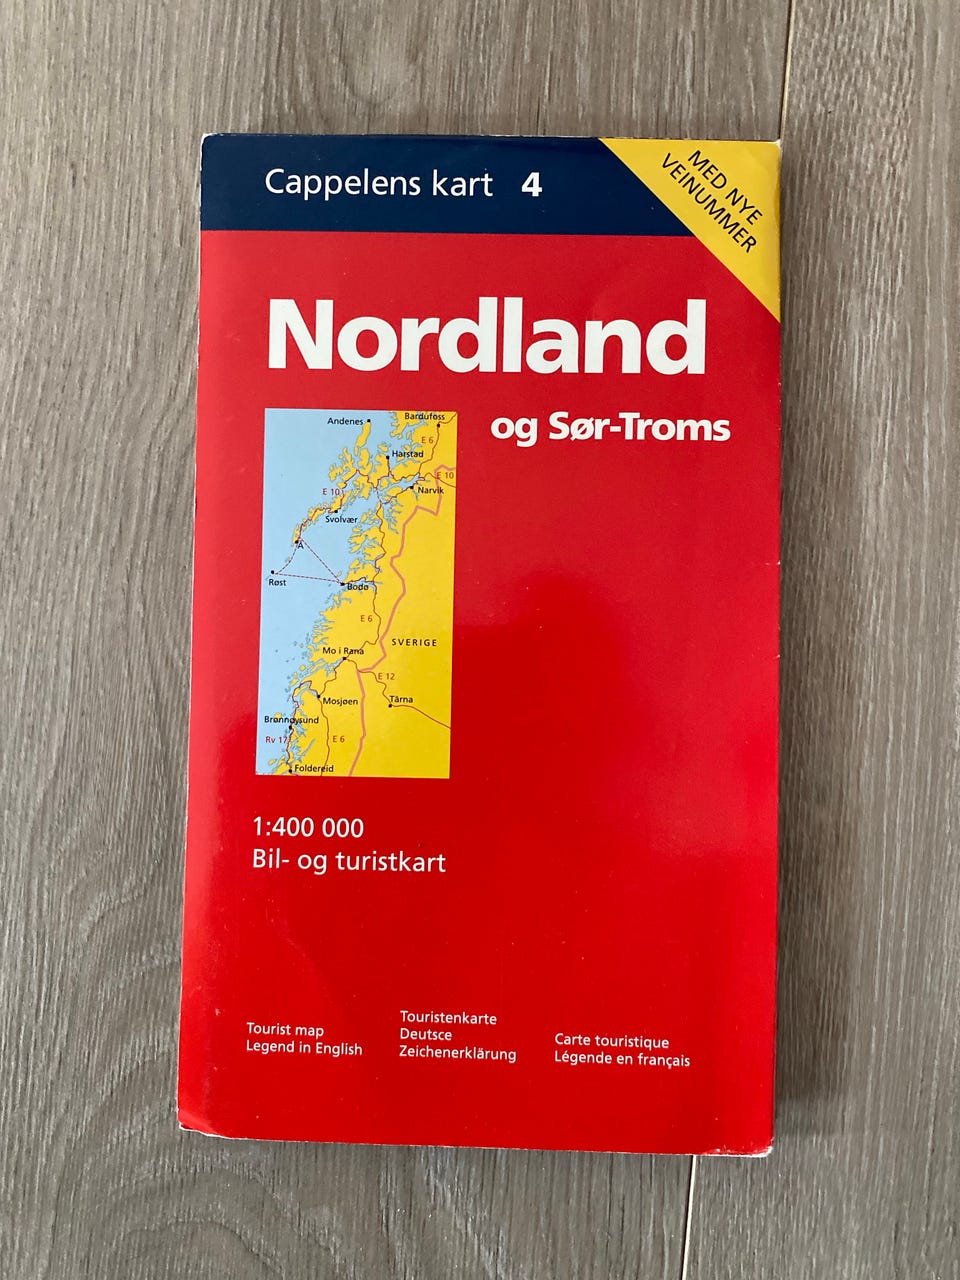 Cappelens kart 4
MED NYE
VEINUMMER
Nordland
og Sør-Troms
Andenes
Bardufoss
E 6
Harstad
E 10
Narvik
E 10
Svolvær
Å
Røst
Bodø
E 6
SVERIGE
Mo i Rana
E 12
Mosjøen
Tärna
Brønnøysund
Rv 17
E 6
Foldereid
1:400 000
Bil- og turistkart
Tourist map
Legend in English
Touristenkarte
Deutsce
Zeichenerklärung
Carte touristique
Légende en français